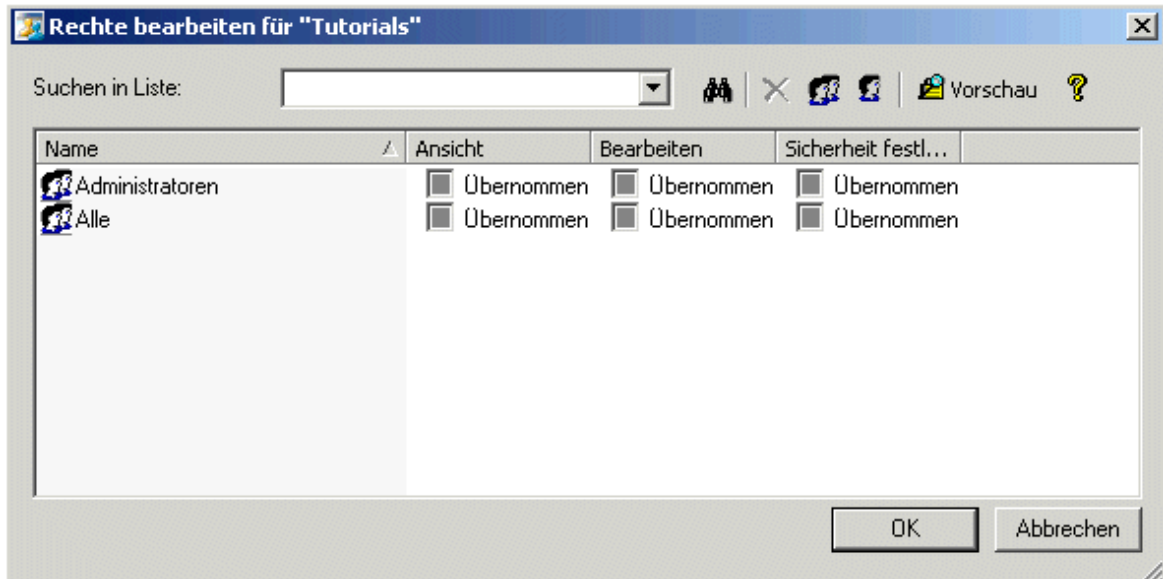 Rechte bearbeiten für "Tutorials"
Suchen in Liste: Vorschau
Name Ansicht Bearbeiten Sicherheit festl...
Administratoren Übernommen Übernommen Übernommen
Alle Übernommen Übernommen Übernommen
OK Abbrechen